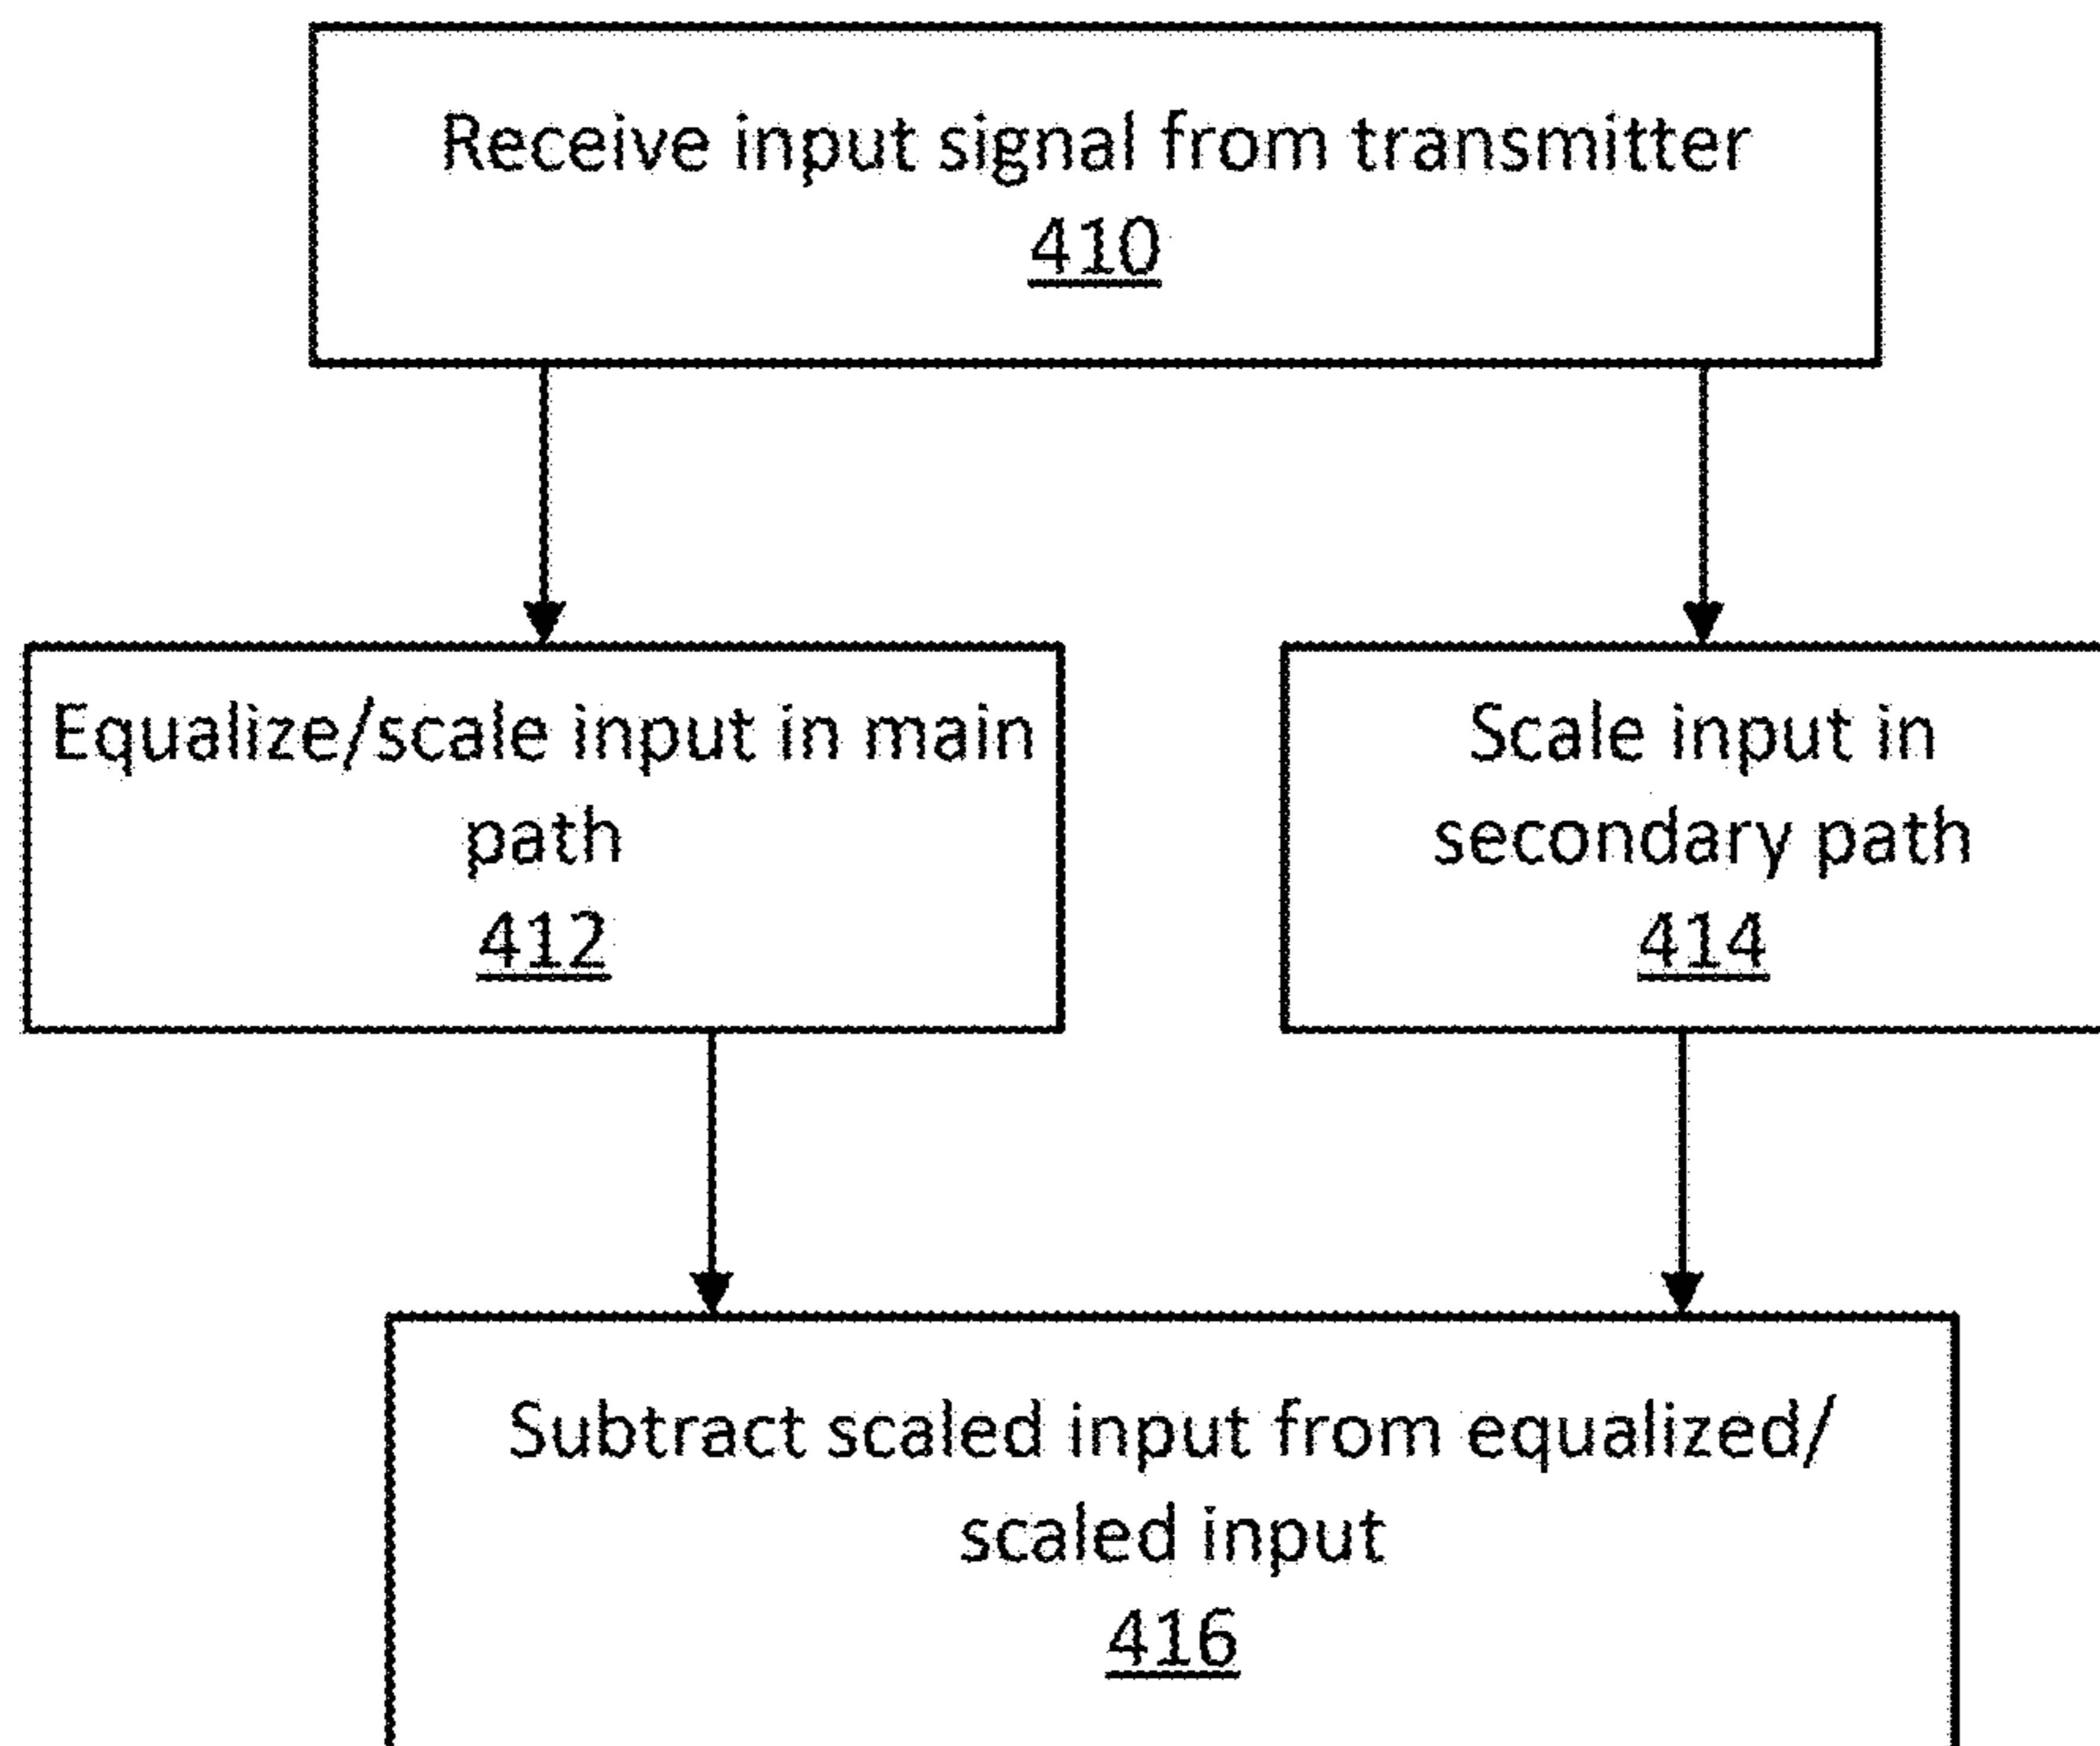 Receive input signal from transmitter
410
Equalize/scale input in main
path
412
Scale input in
secondary path
414
Subtract scaled input from equalized/
scaled input
416